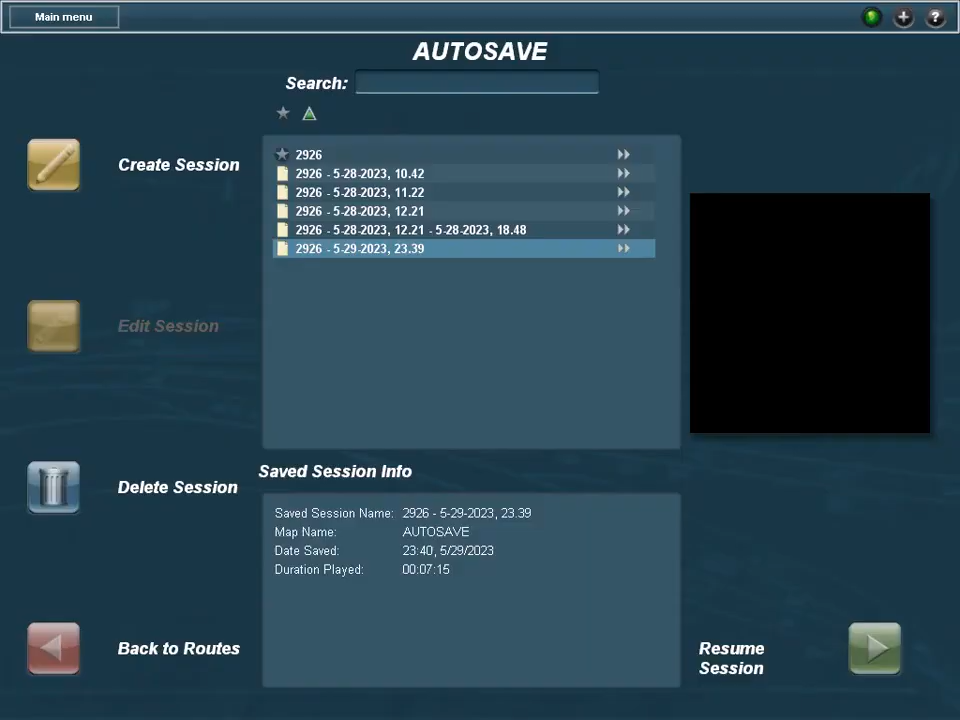 Main menu
?
AUTOSAVE
Search:
Create Session
2926
2926 - 5-28-2023, 10.42
2926 - 5-28-2023, 11.22
2926 - 5-28-2023, 12.21
2926 - 5-28-2023, 12.21 - 5-28-2023, 18.48
2926 - 5-29-2023, 23.39
Edit Session
Delete Session
Saved Session Info
Saved Session Name: 2926 - 5-29-2023, 23.39
Map Name: AUTOSAVE
Date Saved: 23:40, 5/29/2023
Duration Played: 00:07:15
Back to Routes
Resume
Session